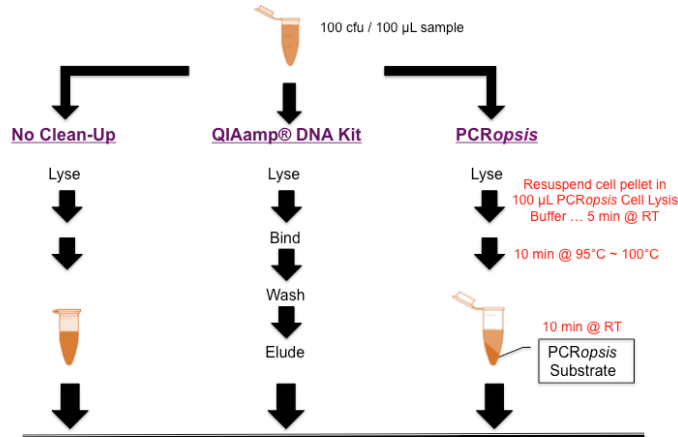 100 cfu / 100 µL sample
No Clean-Up
QIAamp® DNA Kit
PCRopsis
Lyse
Lyse
Lyse
Resuspend cell pellet in
100 µL PCRopsis Cell Lysis
Buffer … 5 min @ RT
Bind
10 min @ 95°C ~ 100°C
Wash
10 min @ RT
Elude
PCRopsis
Substrate